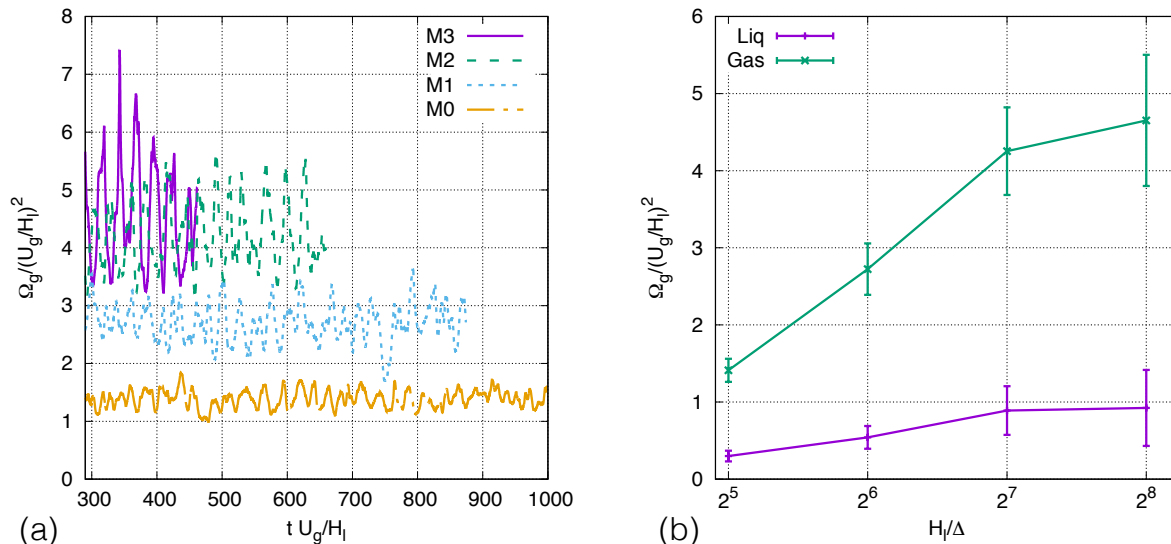 8
7
6
5
4
3
2
1
0
Ω_g/(U_g/H_l)^2
M3
M2
M1
M0
300 400 500 600 700 800 900 1000
t U_g/H_l
(a)
6
5
4
3
2
1
0
Ω_g/(U_g/H_l)^2
Liq
Gas
2^5 2^6 2^7 2^8
H_l/Δ
(b)